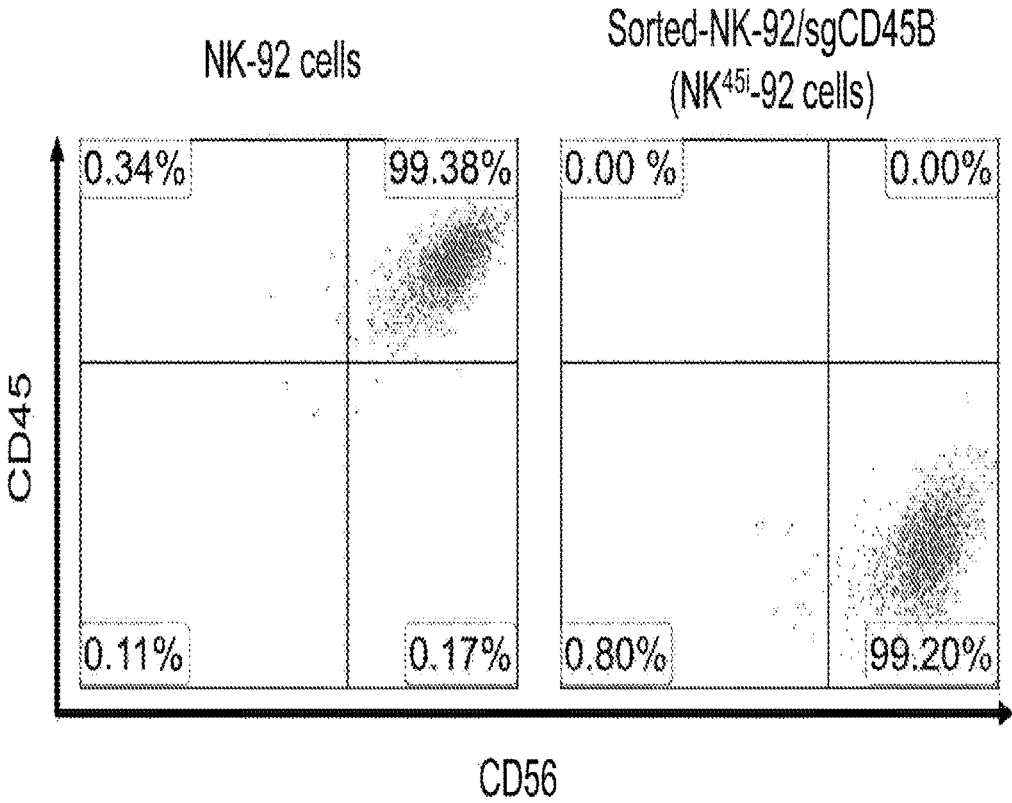 NK-92 cells
Sorted-NK-92/sgCD45B
(NK⁴⁵ⁱ-92 cells)
0.34%
99.38%
0.00 %
0.00%
CD45
0.11%
0.17%
0.80%
99.20%
CD56